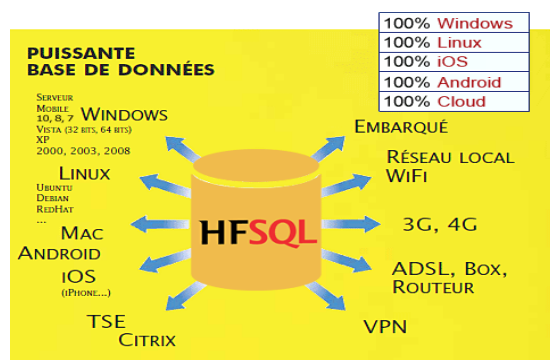 100% Windows
100% Linux
100% iOS
100% Android
100% Cloud
PUISSANTE
BASE DE DONNÉES
SERVEUR
MOBILE
10, 8, 7
WINDOWS
VISTA (32 BITS, 64 BITS)
XP
2000, 2003, 2008
LINUX
UBUNTU
DEBIAN
REDHAT
...
MAC
ANDROID
iOS
(iPHONE...)
TSE
CITRIX
HFSQL
EMBARQUÉ
RÉSEAU LOCAL
WIFI
3G, 4G
ADSL, BOX,
ROUTEUR
VPN